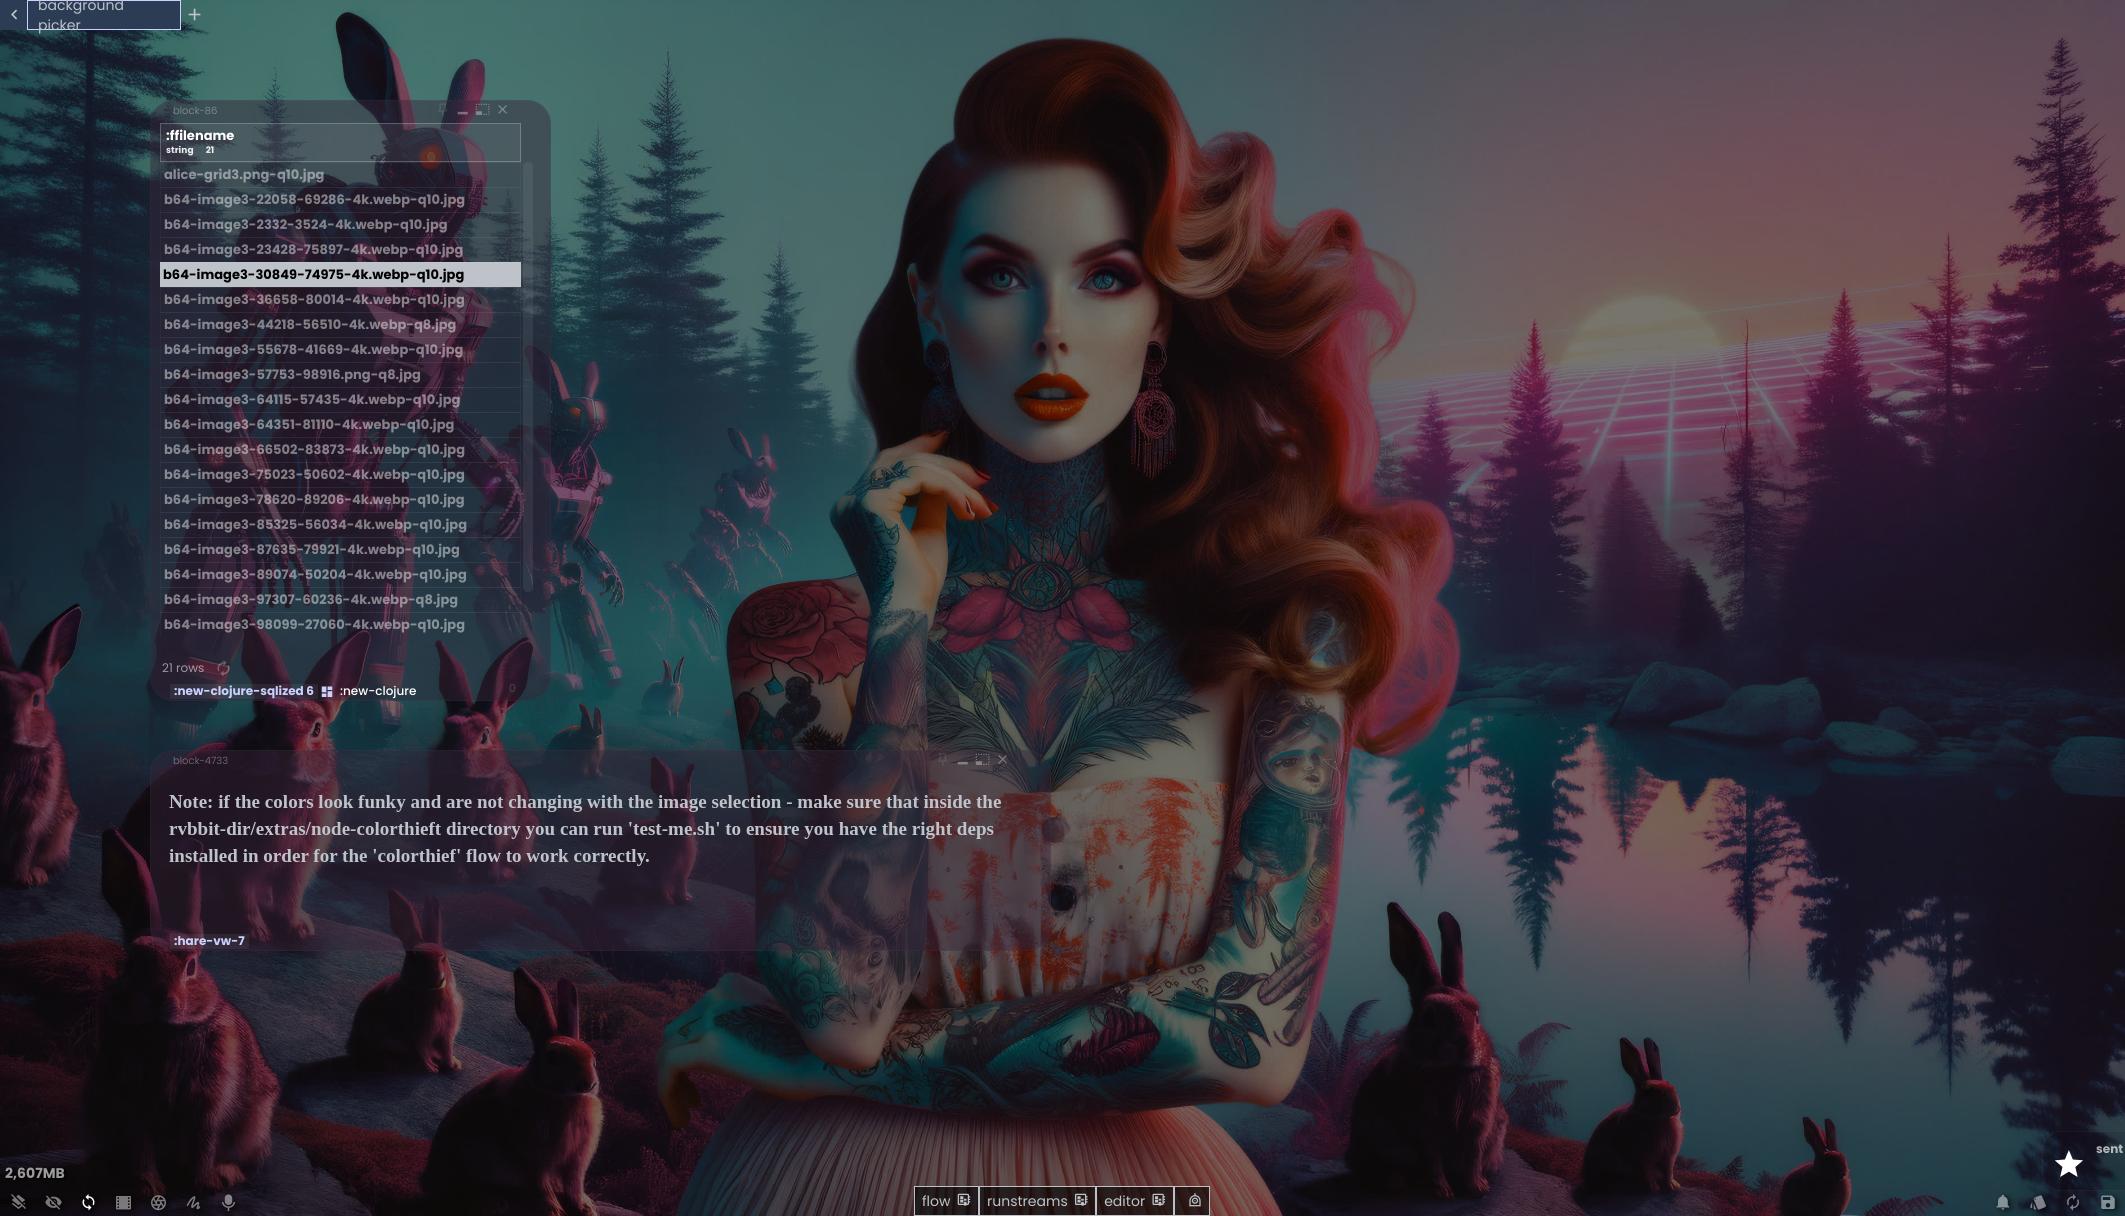 background
picker
block-86
:ffilename
string 21
alice-grid3.png-q10.jpg
b64-image3-22058-69286-4k.webp-q10.jpg
b64-image3-2332-3524-4k.webp-q10.jpg
b64-image3-23428-75897-4k.webp-q10.jpg
b64-image3-30849-74975-4k.webp-q10.jpg
b64-image3-36658-80014-4k.webp-q10.jpg
b64-image3-44218-56510-4k.webp-q8.jpg
b64-image3-55678-41669-4k.webp-q10.jpg
b64-image3-57753-98916.png-q8.jpg
b64-image3-64115-57435-4k.webp-q10.jpg
b64-image3-64351-81110-4k.webp-q10.jpg
b64-image3-66502-83873-4k.webp-q10.jpg
b64-image3-75023-50602-4k.webp-q10.jpg
b64-image3-78620-89206-4k.webp-q10.jpg
b64-image3-85325-56034-4k.webp-q10.jpg
b64-image3-87635-79921-4k.webp-q10.jpg
b64-image3-89074-50204-4k.webp-q10.jpg
b64-image3-97307-60236-4k.webp-q8.jpg
b64-image3-98099-27060-4k.webp-q10.jpg
21 rows
:new-clojure-sqlized 6 :new-clojure 0
block-4733
Note: if the colors look funky and are not changing with the image selection - make sure that inside the
rvbbit-dir/extras/node-colorthieft directory you can run 'test-me.sh' to ensure you have the right deps
installed in order for the 'colorthief' flow to work correctly.
:hare-vw-7
sent
2,607MB
flow runstreams editor